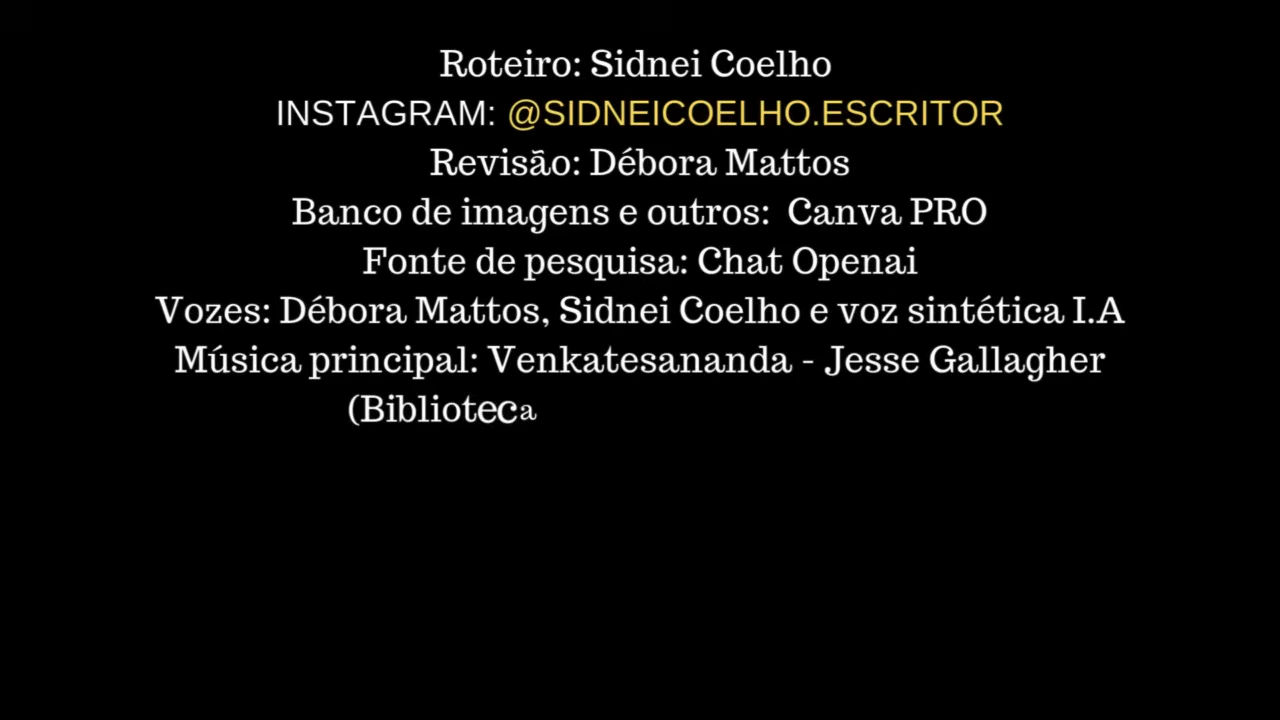 Roteiro: Sidnei Coelho
INSTAGRAM: @SIDNEICOELHO.ESCRITOR
Revisão: Débora Mattos
Banco de imagens e outros:  Canva PRO
Fonte de pesquisa: Chat Openai
Vozes: Débora Mattos, Sidnei Coelho e voz sintética I.A
Música principal: Venkatesananda - Jesse Gallagher
(Biblioteca